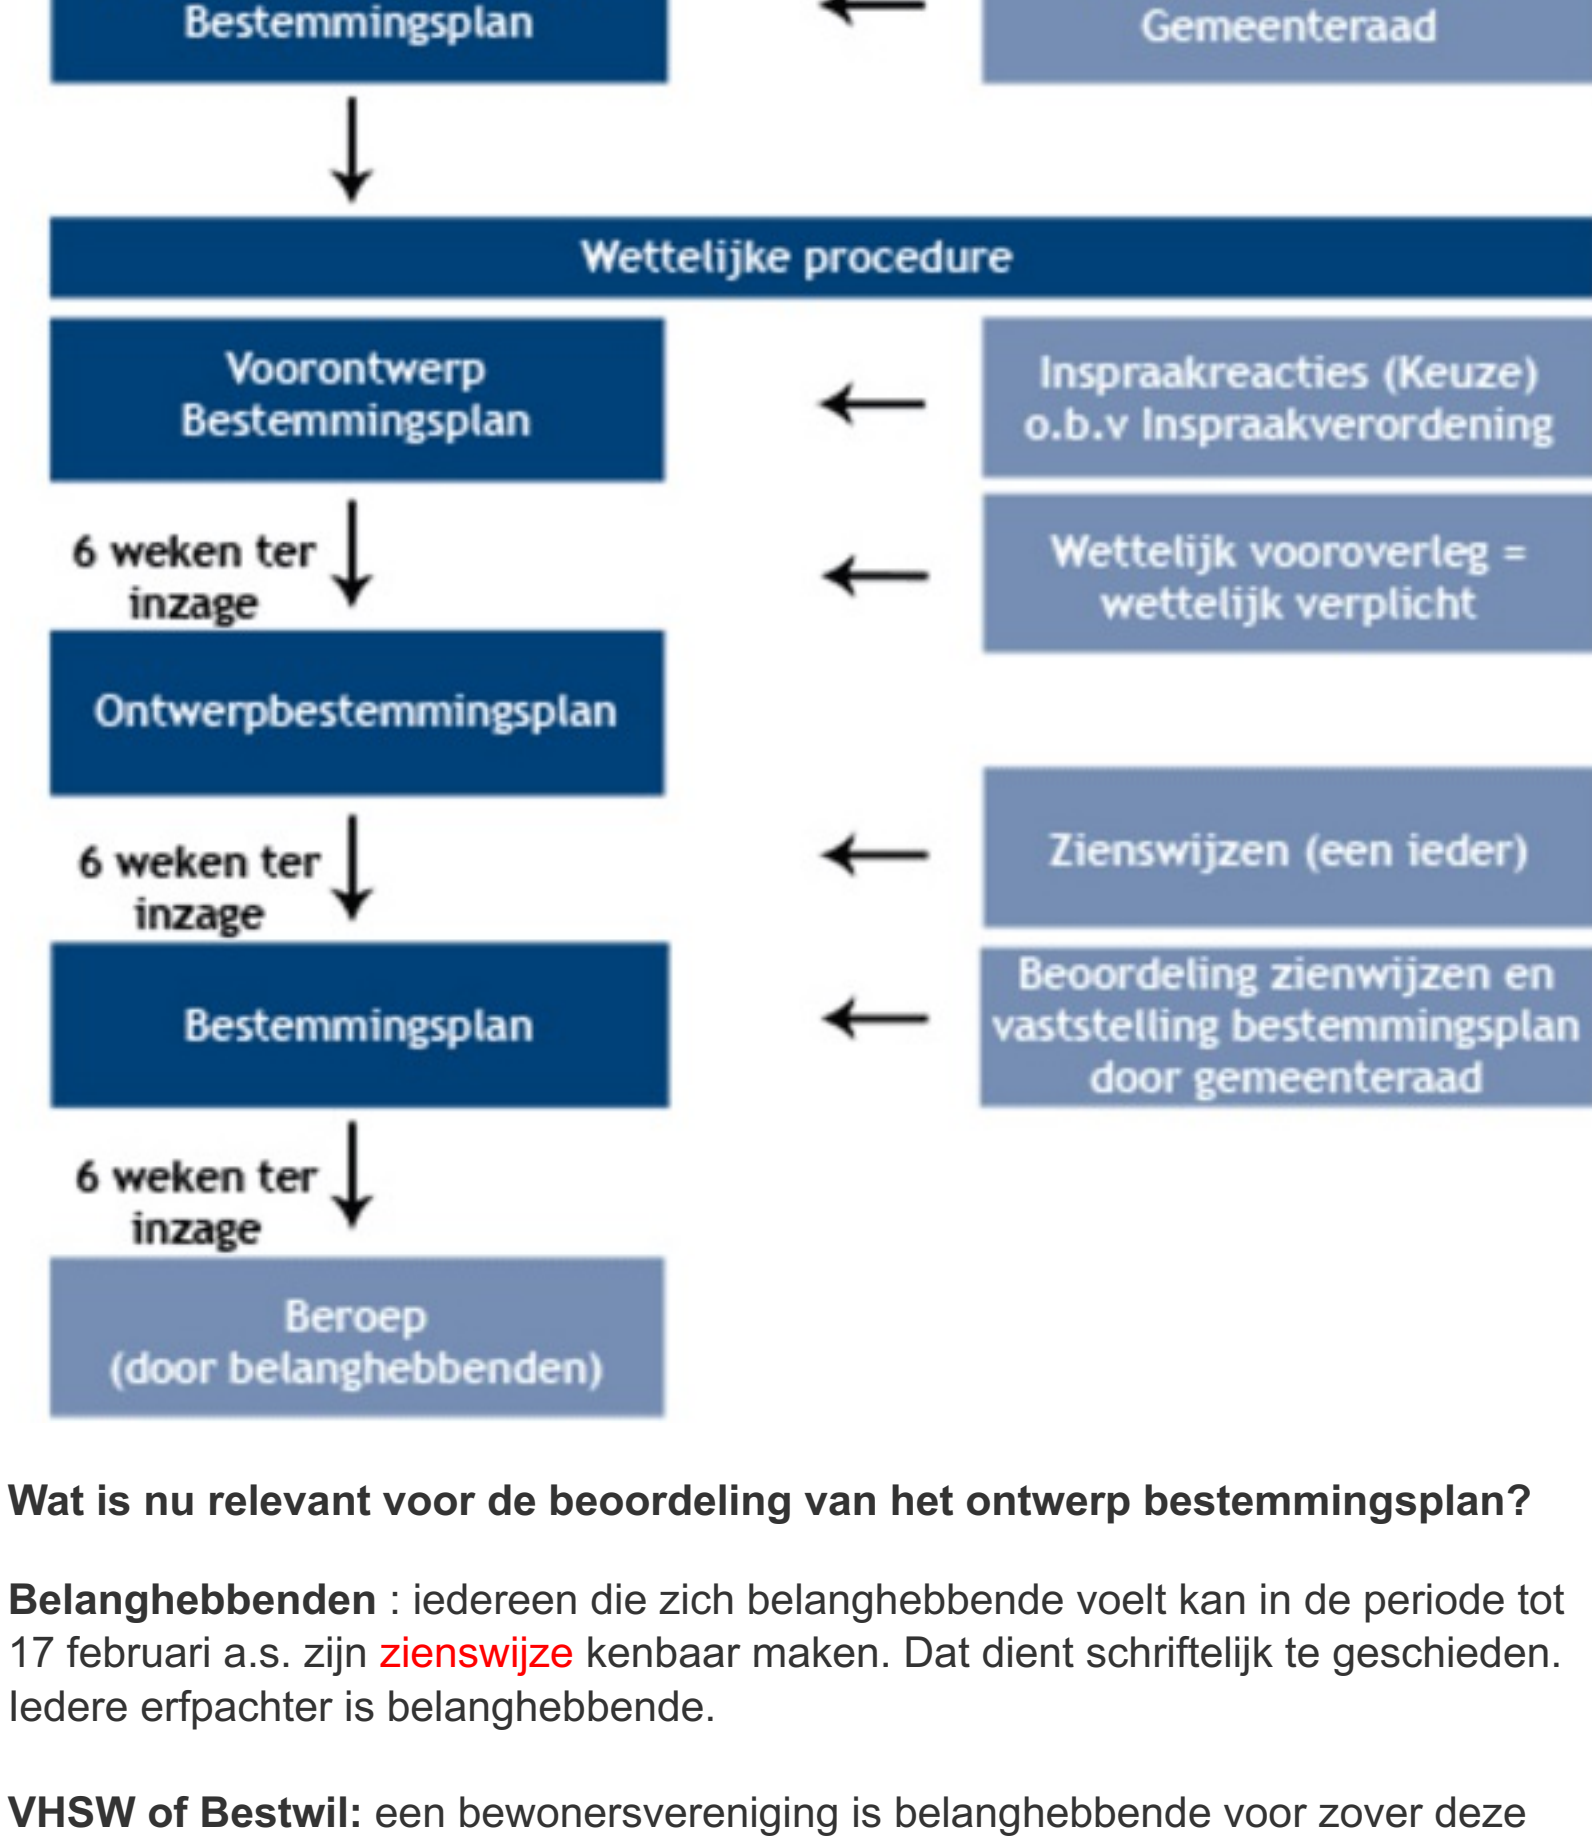 Bestemmingsplan
Gemeenteraad
Wettelijke procedure
Voorontwerp
Bestemmingsplan
Inspraakreacties (Keuze)
o.b.v Inspraakverordening
6 weken ter
inzage
Wettelijk vooroverleg =
wettelijk verplicht
Ontwerpbestemmingsplan
6 weken ter
inzage
Zienswijzen (een ieder)
Bestemmingsplan
Beoordeling zienwijzen en
vaststelling bestemmingsplan
door gemeenteraad
6 weken ter
inzage
Beroep
(door belanghebbenden)
Wat is nu relevant voor de beoordeling van het ontwerp bestemmingsplan?
Belanghebbenden : iedereen die zich belanghebbende voelt kan in de periode tot
17 februari a.s. zijn zienswijze kenbaar maken. Dat dient schriftelijk te geschieden.
Iedere erfpachter is belanghebbende.
VHSW of Bestwil: een bewonersvereniging is belanghebbende voor zover deze